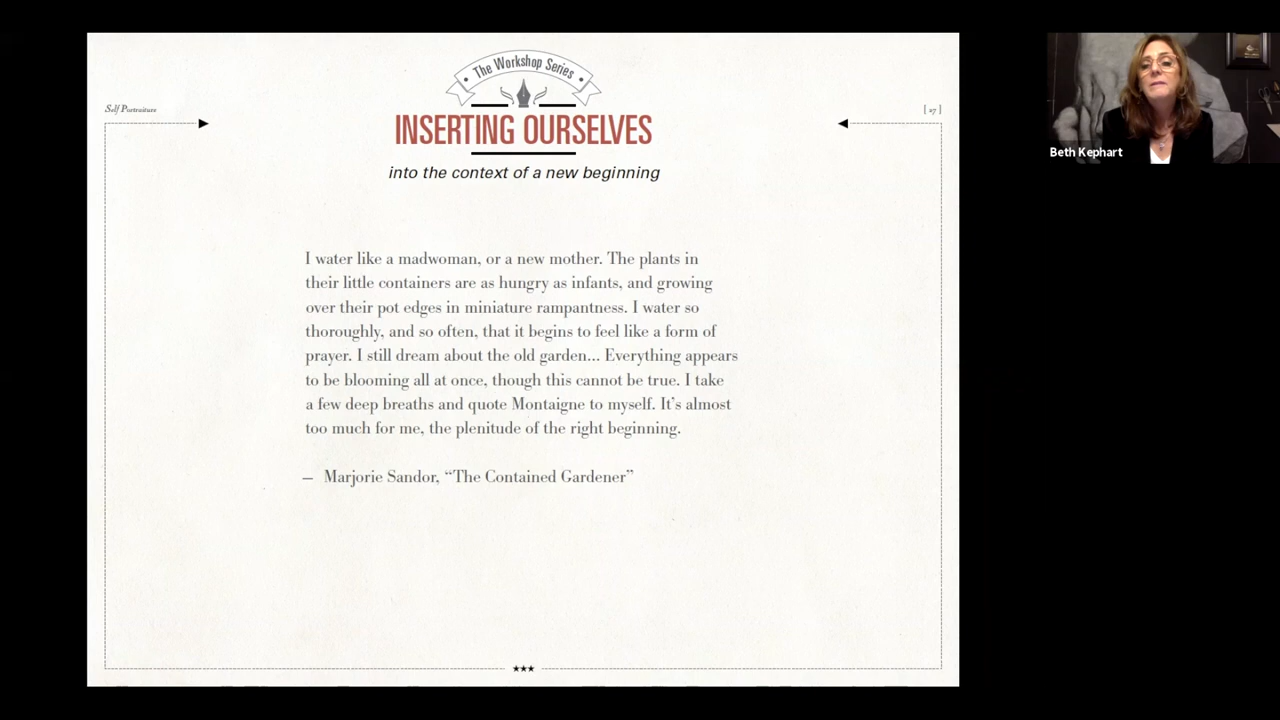 The Workshop Series
Self Portraiture
[ 27 ]
INSERTING OURSELVES
into the context of a new beginning
I water like a madwoman, or a new mother. The plants in
their little containers are as hungry as infants, and growing
over their pot edges in miniature rampantness. I water so
thoroughly, and so often, that it begins to feel like a form of
prayer. I still dream about the old garden... Everything appears
to be blooming all at once, though this cannot be true. I take
a few deep breaths and quote Montaigne to myself. It’s almost
too much for me, the plenitude of the right beginning.
— Marjorie Sandor, “The Contained Gardener”
Beth Kephart